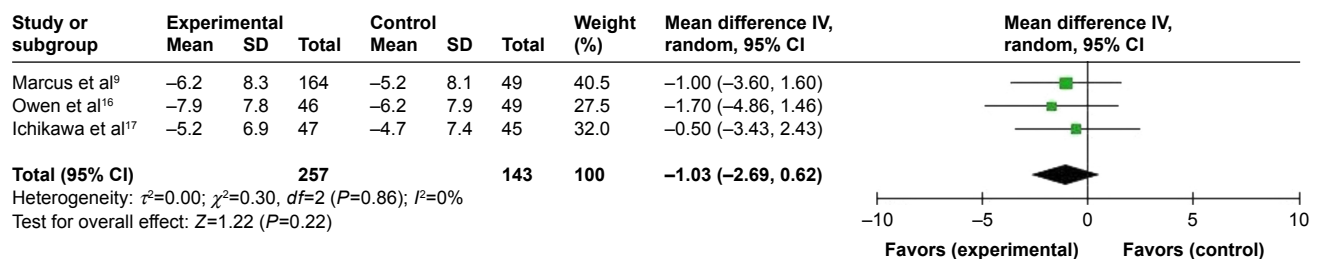 Study or subgroup Experimental Control Weight (%) Mean difference IV, random, 95% CI Mean difference IV, random, 95% CI
Mean SD Total Mean SD Total
Marcus et al⁹ –6.2 8.3 164 –5.2 8.1 49 40.5 –1.00 (–3.60, 1.60)
Owen et al¹⁶ –7.9 7.8 46 –6.2 7.9 49 27.5 –1.70 (–4.86, 1.46)
Ichikawa et al¹⁷ –5.2 6.9 47 –4.7 7.4 45 32.0 –0.50 (–3.43, 2.43)
Total (95% CI) 257 143 100 –1.03 (–2.69, 0.62)
Heterogeneity: τ²=0.00; χ²=0.30, df=2 (P=0.86); I²=0%
Test for overall effect: Z=1.22 (P=0.22)
–10 –5 0 5 10
Favors (experimental) Favors (control)